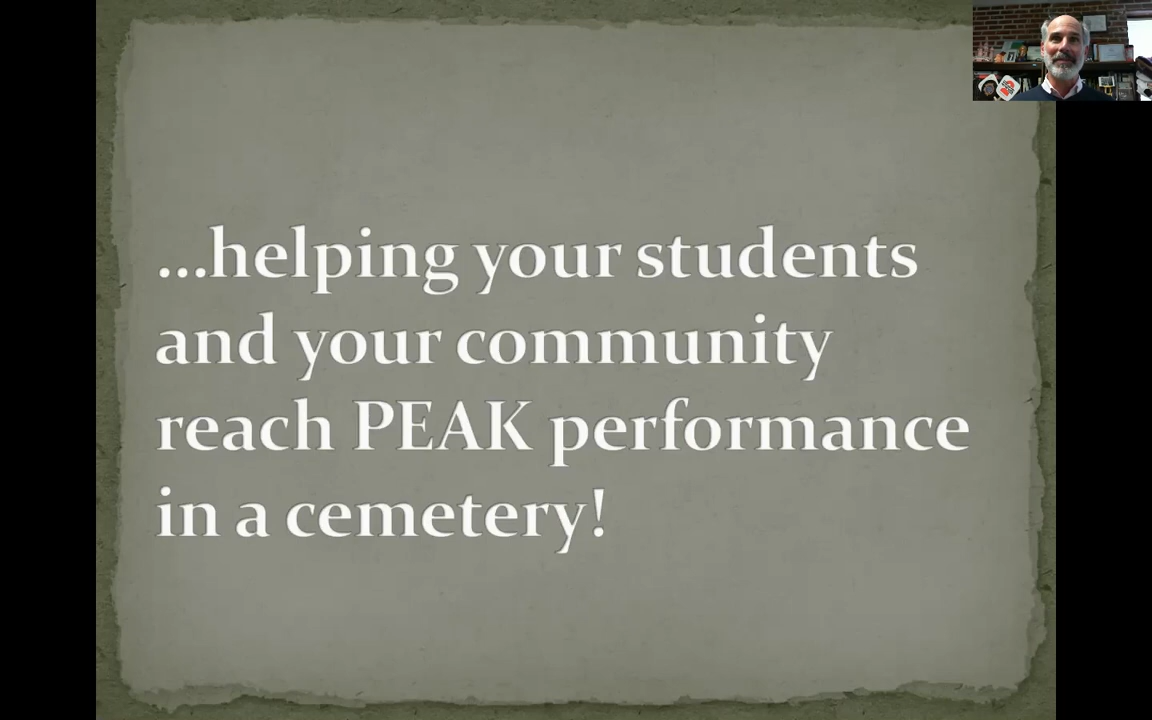 ...helping your students
and your community
reach PEAK performance
in a cemetery!